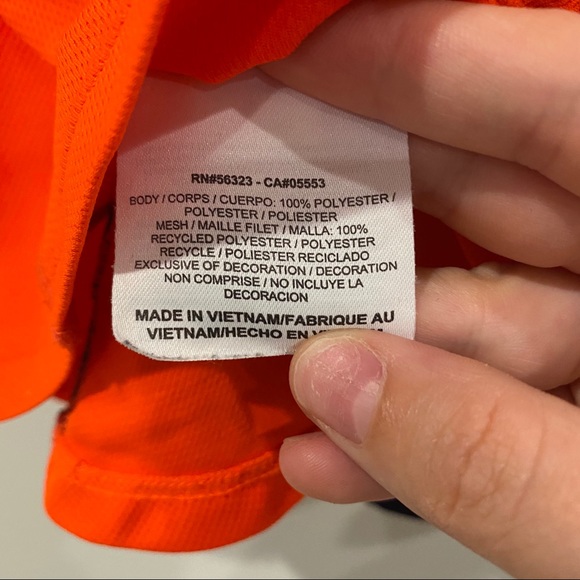 RN#56323 - CA#05553
BODY / CORPS / CUERPO: 100% POLYESTER /
POLYESTER / POLIESTER
MESH / MAILLE FILET / MALLA: 100%
RECYCLED POLYESTER / POLYESTER
RECYCLE / POLIESTER RECICLADO
EXCLUSIVE OF DECORATION / DECORATION
NON COMPRISE / NO INCLUYE LA
DECORACION
MADE IN VIETNAM/FABRIQUE AU
VIETNAM/HECHO EN